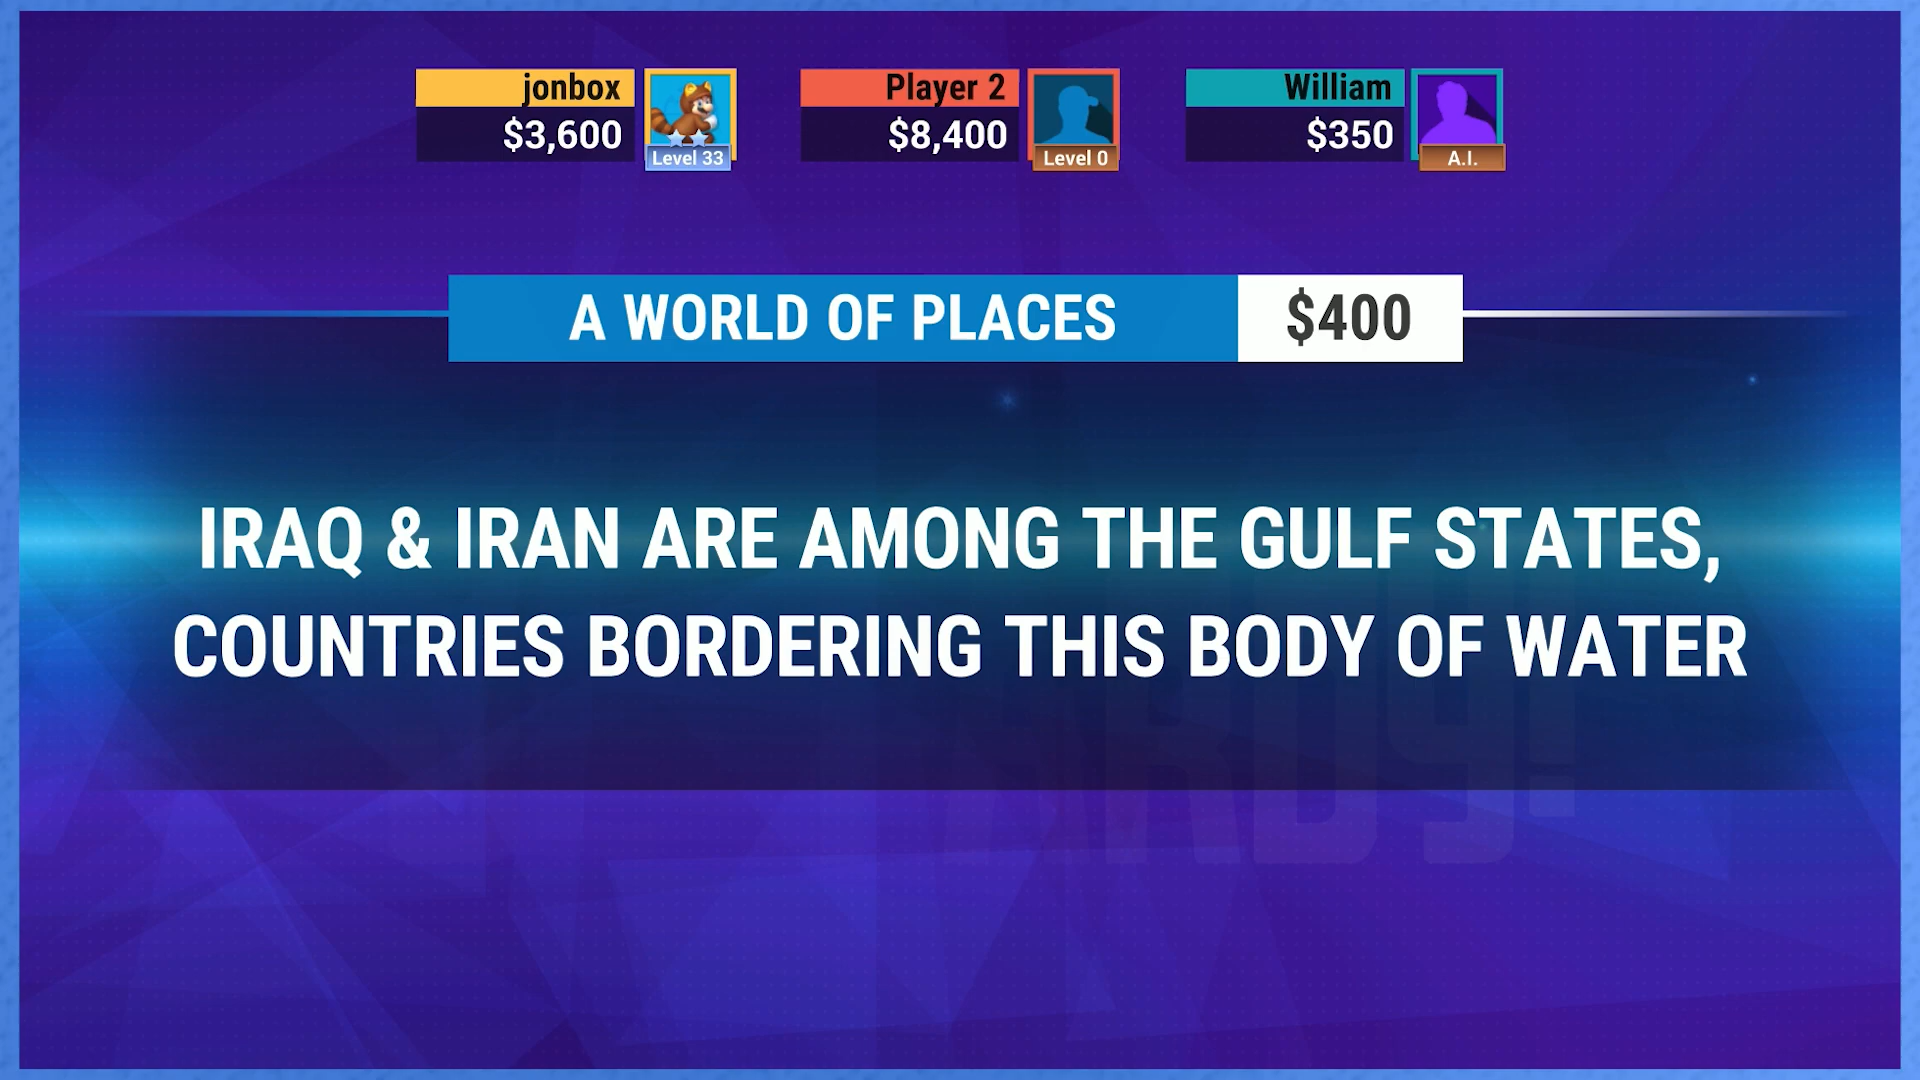 jonbox
$3,600
Level 33
Player 2
$8,400
Level 0
William
$350
A.I.
A WORLD OF PLACES
$400
IRAQ & IRAN ARE AMONG THE GULF STATES,
COUNTRIES BORDERING THIS BODY OF WATER